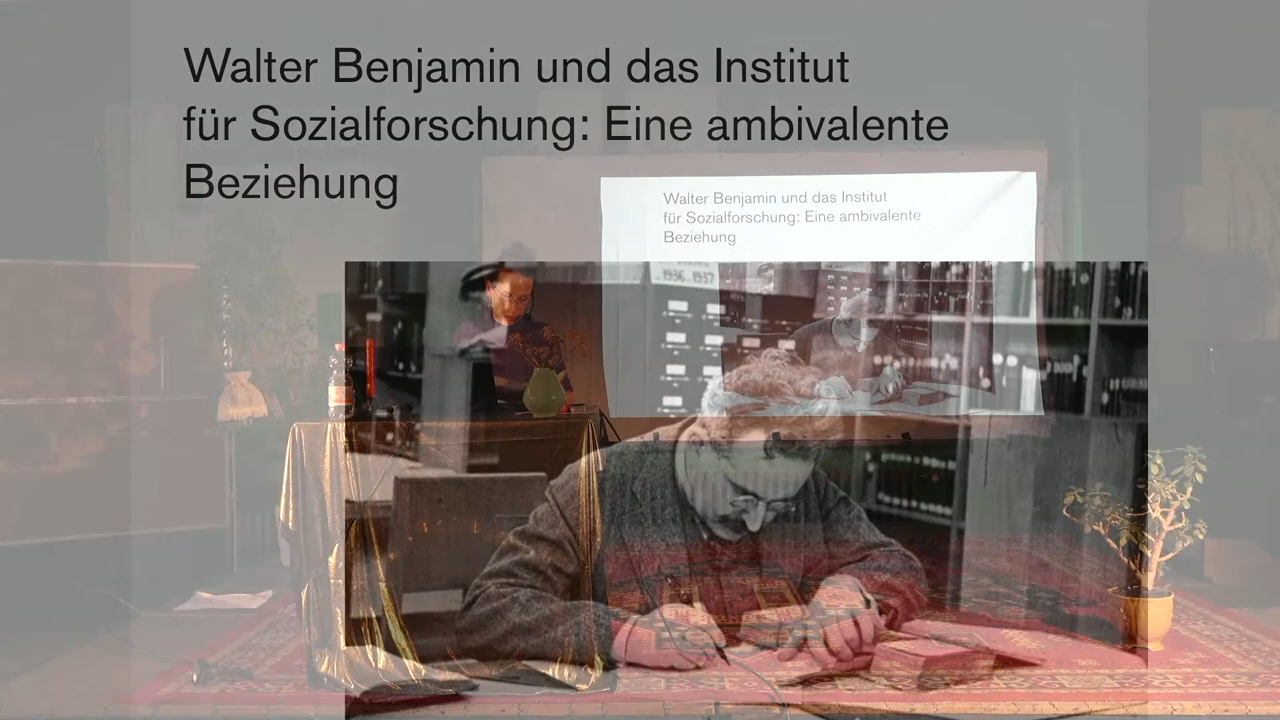 Walter Benjamin und das Institut
für Sozialforschung: Eine ambivalente
Beziehung
Walter Benjamin und das Institut
für Sozialforschung: Eine ambivalente
Beziehung
1936 1937